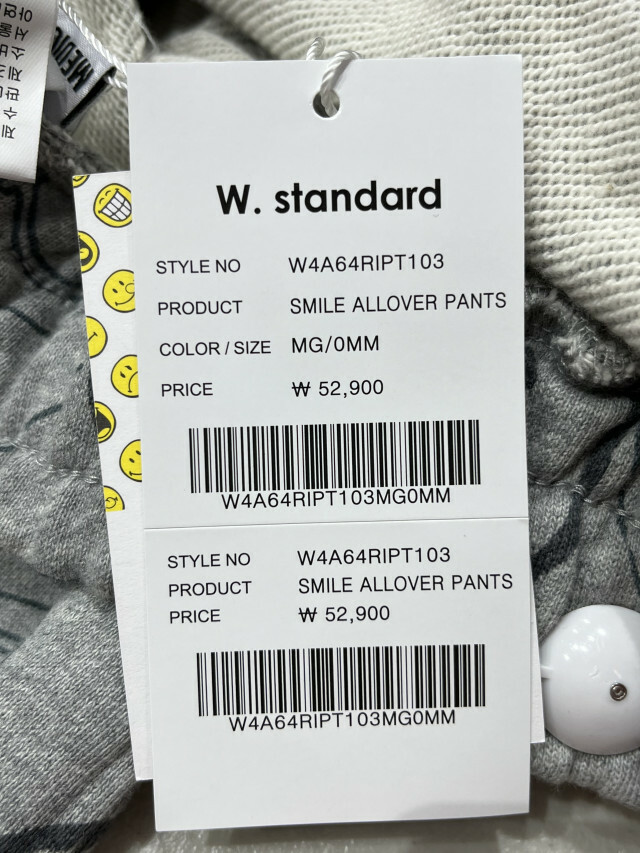 W. standard
STYLE NO W4A64RIPT103
PRODUCT SMILE ALLOVER PANTS
COLOR / SIZE MG/0MM
PRICE ₩ 52,900
W4A64RIPT103MG0MM
STYLE NO W4A64RIPT103
PRODUCT SMILE ALLOVER PANTS
PRICE ₩ 52,900
W4A64RIPT103MG0MM